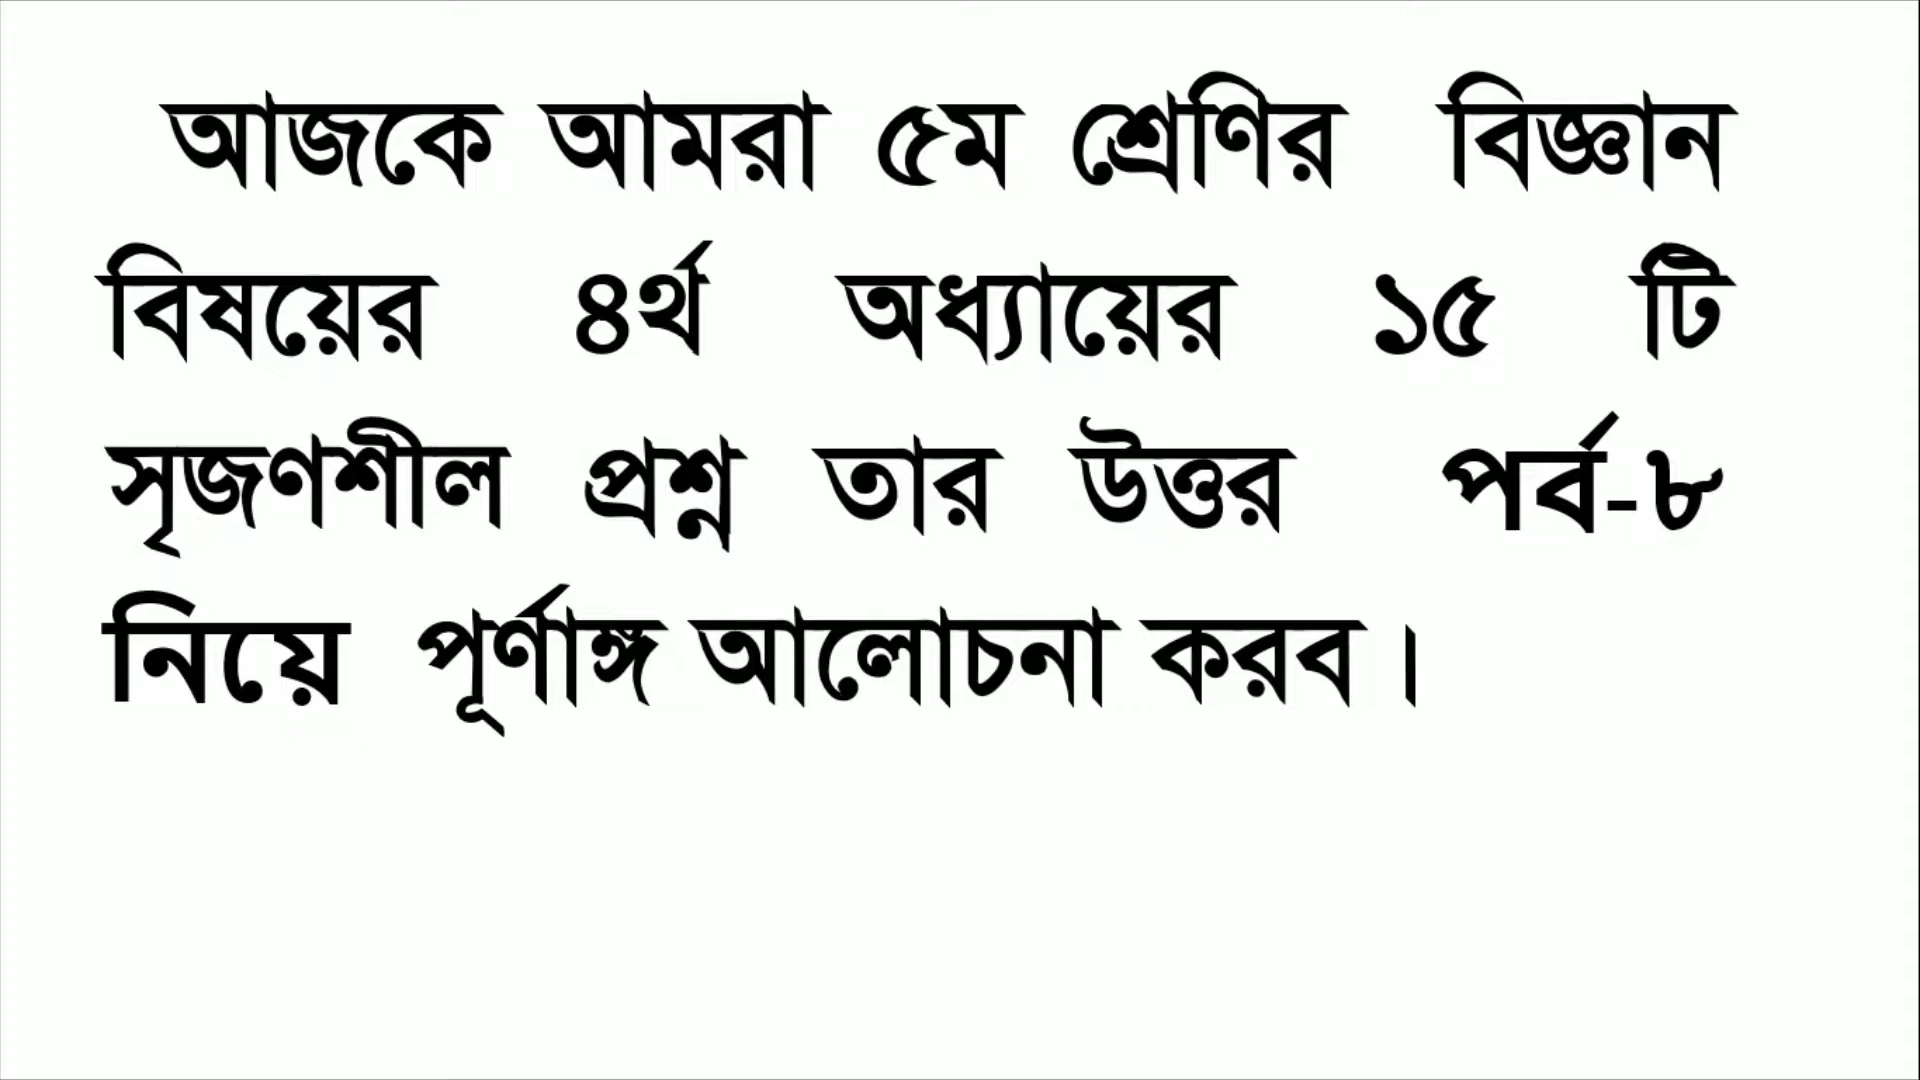 আজকে আমরা ৫ম শ্রেণির বিজ্ঞান
বিষয়ের ৪র্থ অধ্যায়ের ১৫ টি
সৃজণশীল প্রশ্ন তার উত্তর পর্ব-৮
নিয়ে পূর্ণাঙ্গ আলোচনা করব।